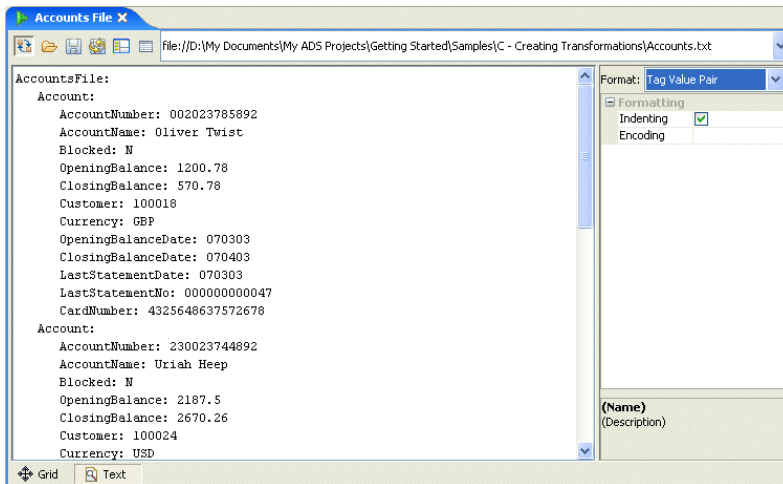 Accounts File
file://D:\My Documents\My ADS Projects\Getting Started\Samples\C - Creating Transformations\Accounts.txt
AccountsFile:
Account:
AccountNumber: 002023785892
AccountName: Oliver Twist
Blocked: N
OpeningBalance: 1200.78
ClosingBalance: 570.78
Customer: 100018
Currency: GBP
OpeningBalanceDate: 070303
ClosingBalanceDate: 070403
LastStatementDate: 070303
LastStatementNo: 000000000047
CardNumber: 4325648637572678
Account:
AccountNumber: 230023744892
AccountName: Uriah Heep
Blocked: N
OpeningBalance: 2187.5
ClosingBalance: 2670.26
Customer: 100024
Currency: USD
Format: Tag Value Pair
Formatting
Indenting
Encoding
(Name)
(Description)
Grid Text